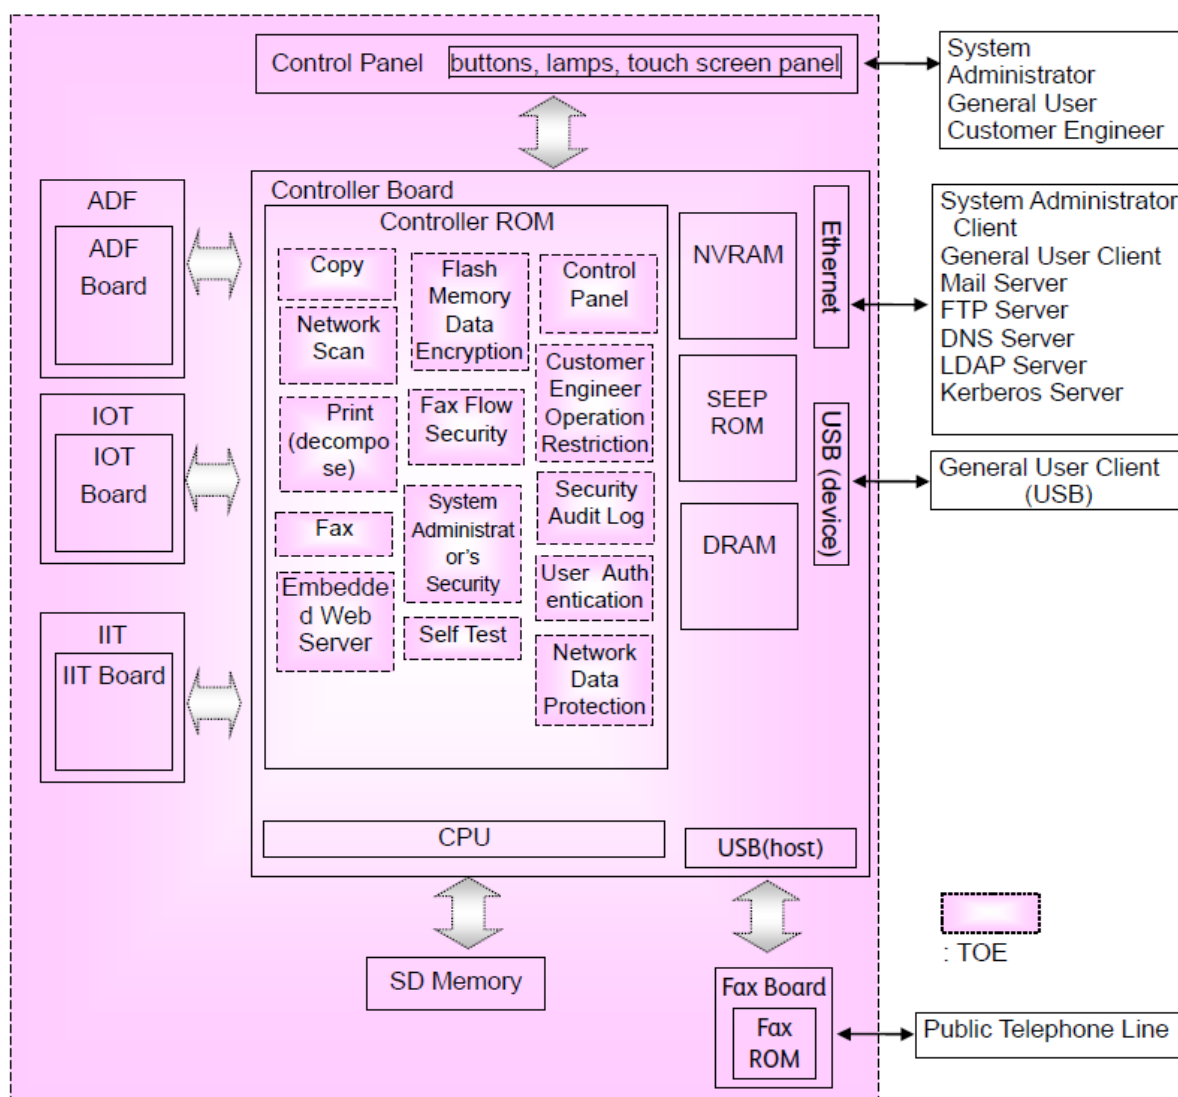 Control Panel buttons, lamps, touch screen panel
System
Administrator
General User
Customer Engineer
ADF
ADF
Board
IOT
IOT
Board
IIT
IIT Board
Controller Board
Controller ROM
Copy
Network
Scan
Print
(decompo
se)
Fax
Embedde
d Web
Server
Flash
Memory
Data
Encryption
Fax Flow
Security
System
Administrat
or's
Security
Self Test
Control
Panel
Customer
Engineer
Operation
Restriction
Security
Audit Log
User Auth
entication
Network
Data
Protection
NVRAM
SEEP
ROM
DRAM
Ethernet
USB (device)
CPU
USB(host)
System Administrator
Client
General User Client
Mail Server
FTP Server
DNS Server
LDAP Server
Kerberos Server
General User Client
(USB)
SD Memory
Fax Board
Fax
ROM
Public Telephone Line
: TOE